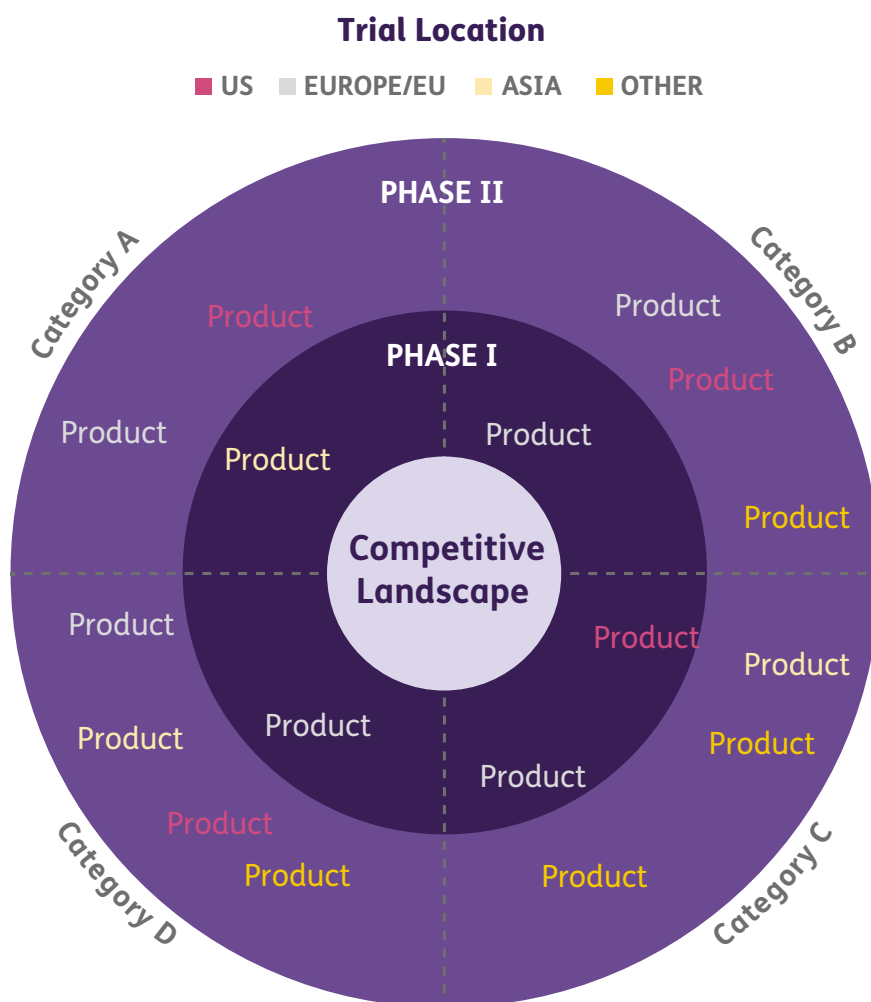 Trial Location
US EUROPE/EU ASIA OTHER
PHASE II
Category A
Category B
Product
Product
PHASE I
Product
Product
Product
Product
Product
Competitive
Landscape
Product
Product
Product
Product
Product
Product
Product
Product
Product
Product
Category D
Category C